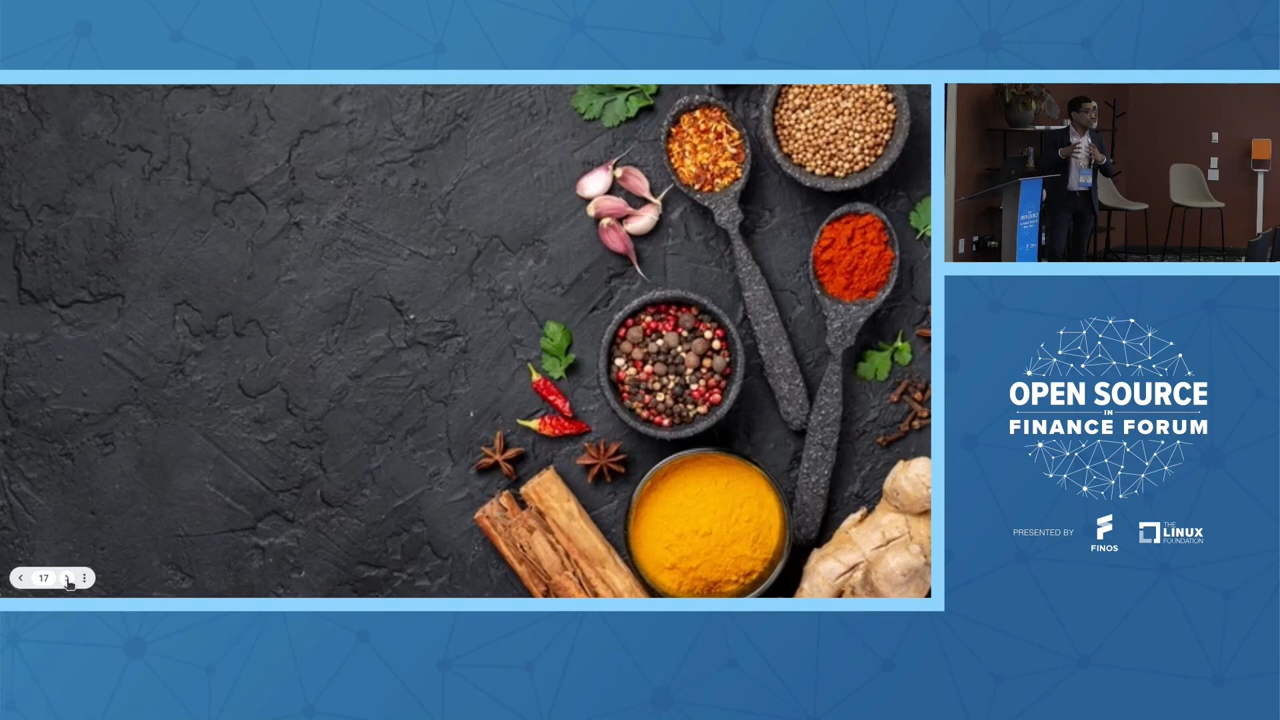 17
OPEN SOURCE
IN
FINANCE FORUM
PRESENTED BY
FINOS
THE
LINUX
FOUNDATION